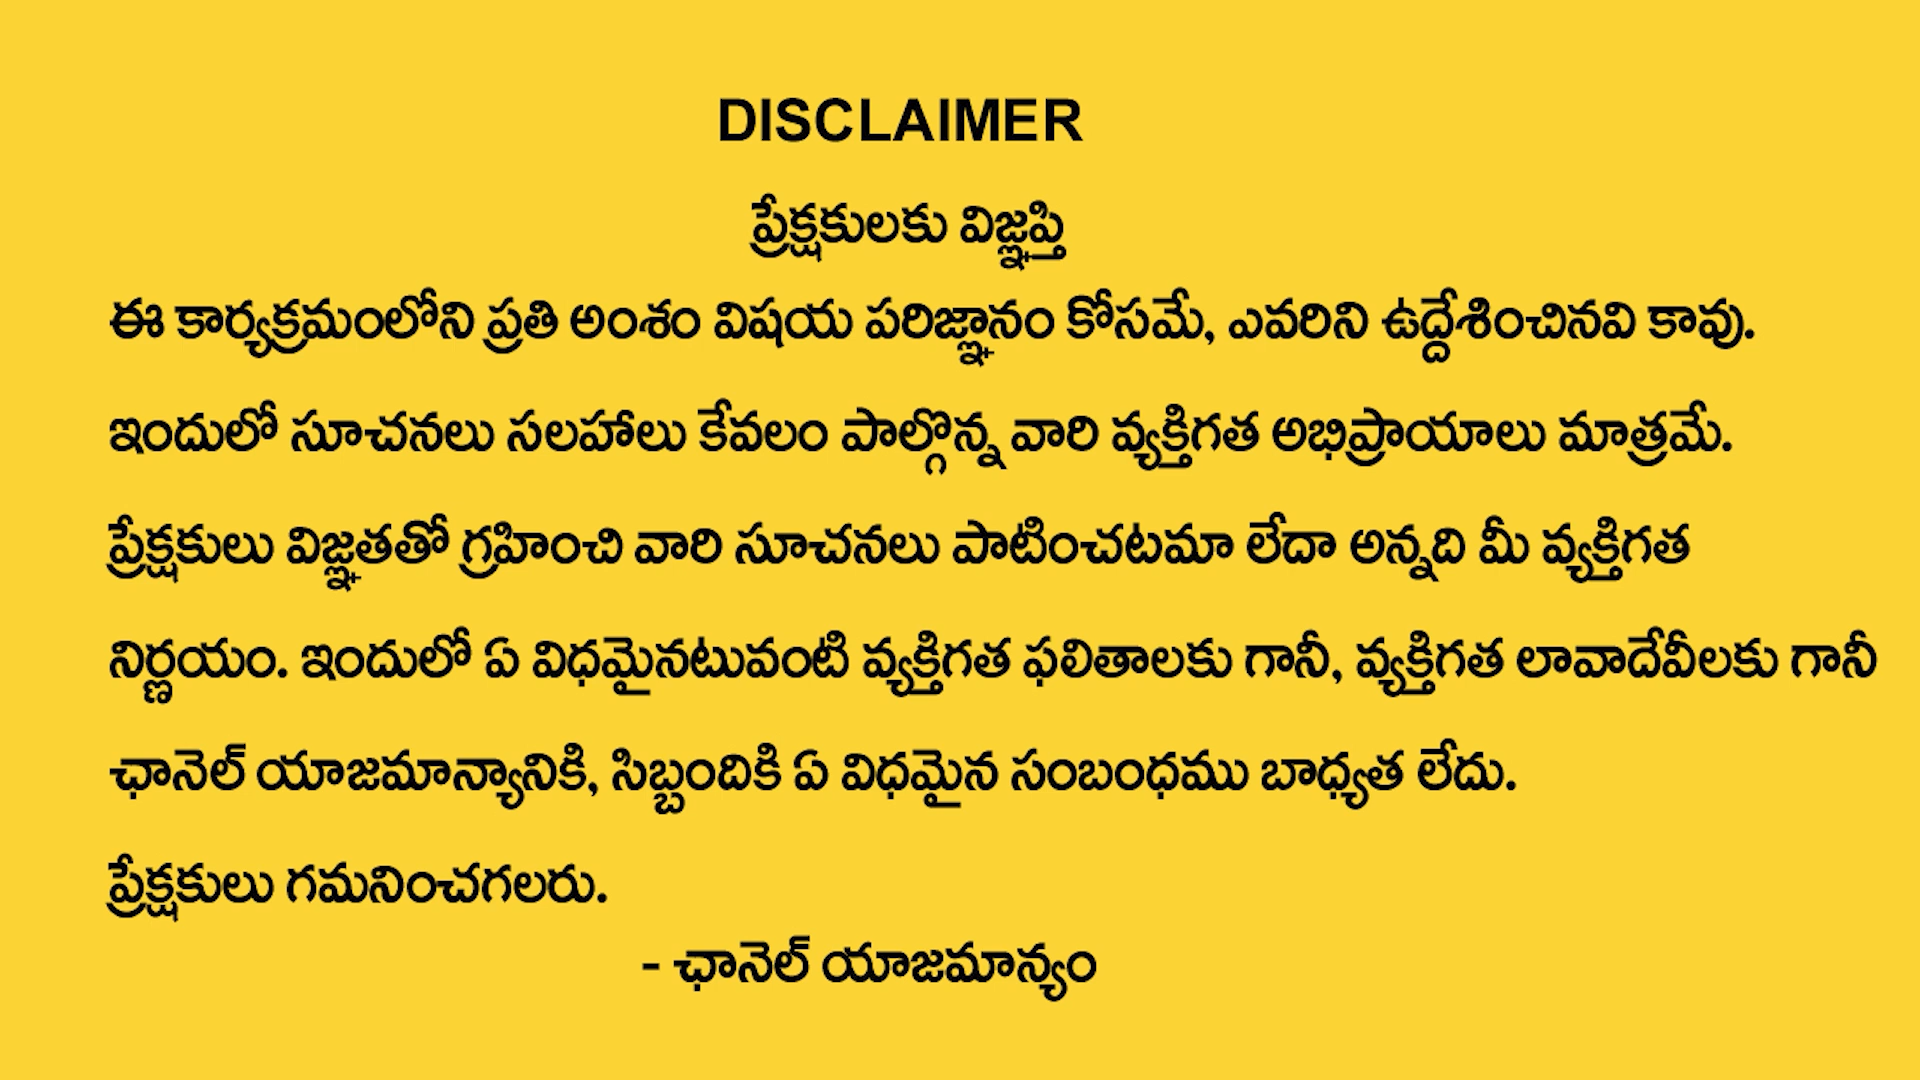 DISCLAIMER
ప్రేక్షకులకు విజ్ఞప్తి
ఈ కార్యక్రమంలోని ప్రతి అంశం విషయ పరిజ్ఞానం కోసమే, ఎవరిని ఉద్దేశించినవి కావు.
ఇందులో సూచనలు సలహాలు కేవలం పాల్గొన్న వారి వ్యక్తిగత అభిప్రాయాలు మాత్రమే.
ప్రేక్షకులు విజ్ఞతతో గ్రహించి వారి సూచనలు పాటించటమా లేదా అన్నది మీ వ్యక్తిగత
నిర్ణయం. ఇందులో ఏ విధమైనటువంటి వ్యక్తిగత ఫలితాలకు గానీ, వ్యక్తిగత లావాదేవీలకు గానీ
ఛానెల్ యాజమాన్యానికి, సిబ్బందికి ఏ విధమైన సంబంధము బాధ్యత లేదు.
ప్రేక్షకులు గమనించగలరు.
- ఛానెల్ యాజమాన్యం